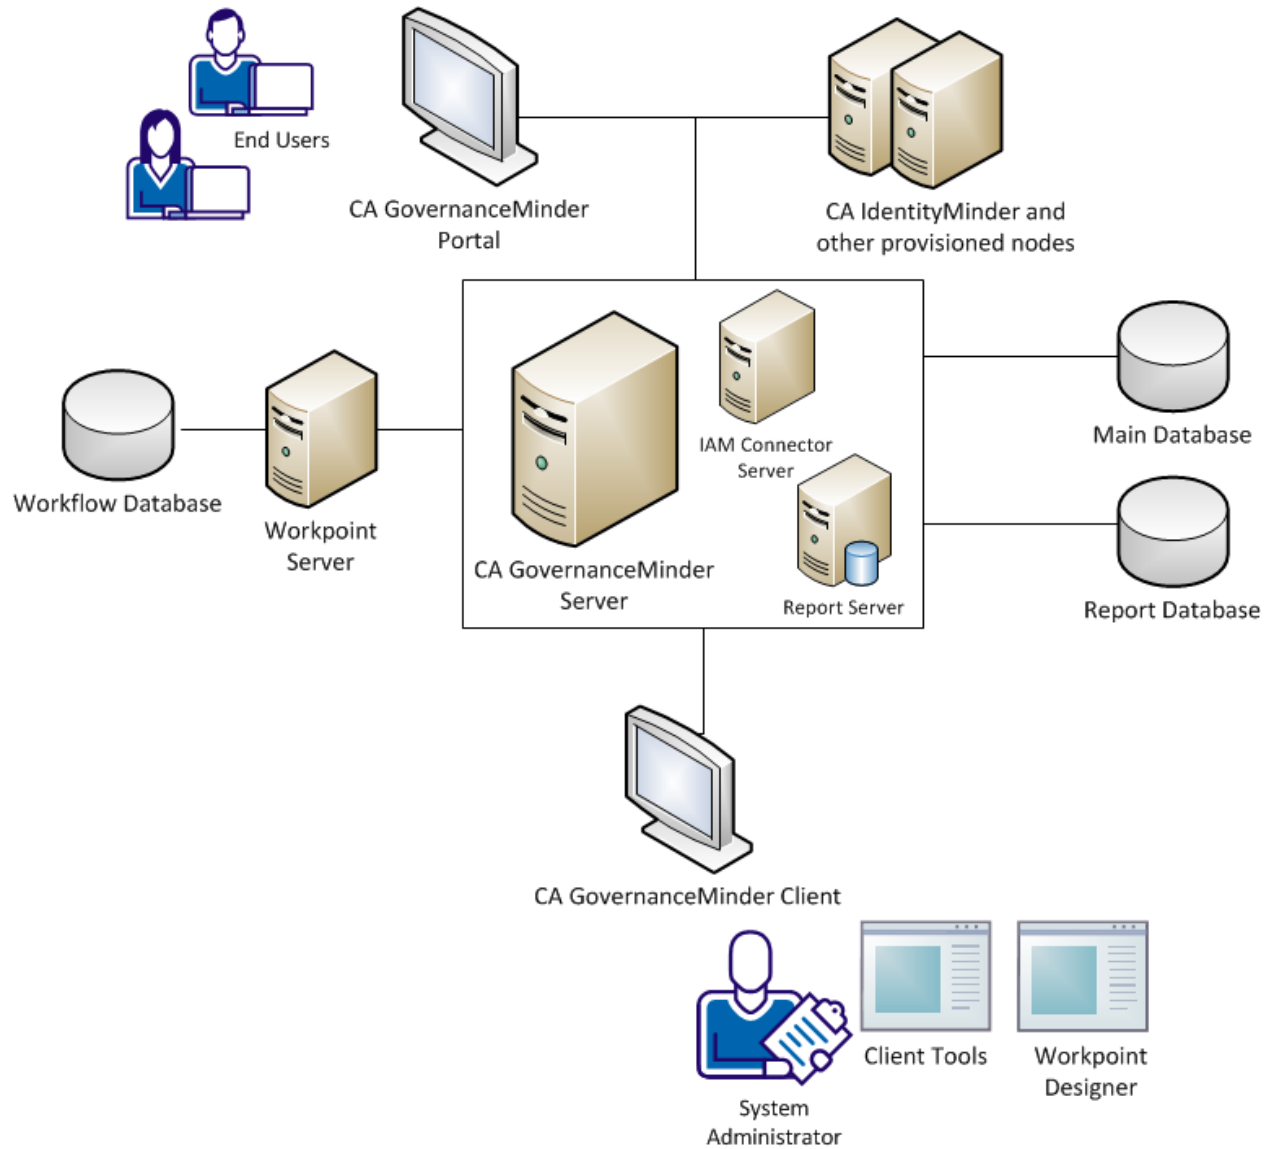 End Users
CA GovernanceMinder
Portal
CA IdentityMinder and
other provisioned nodes
Workflow Database
Workpoint
Server
CA GovernanceMinder
Server
IAM Connector
Server
Report Server
Main Database
Report Database
CA GovernanceMinder Client
System
Administrator
Client Tools
Workpoint
Designer